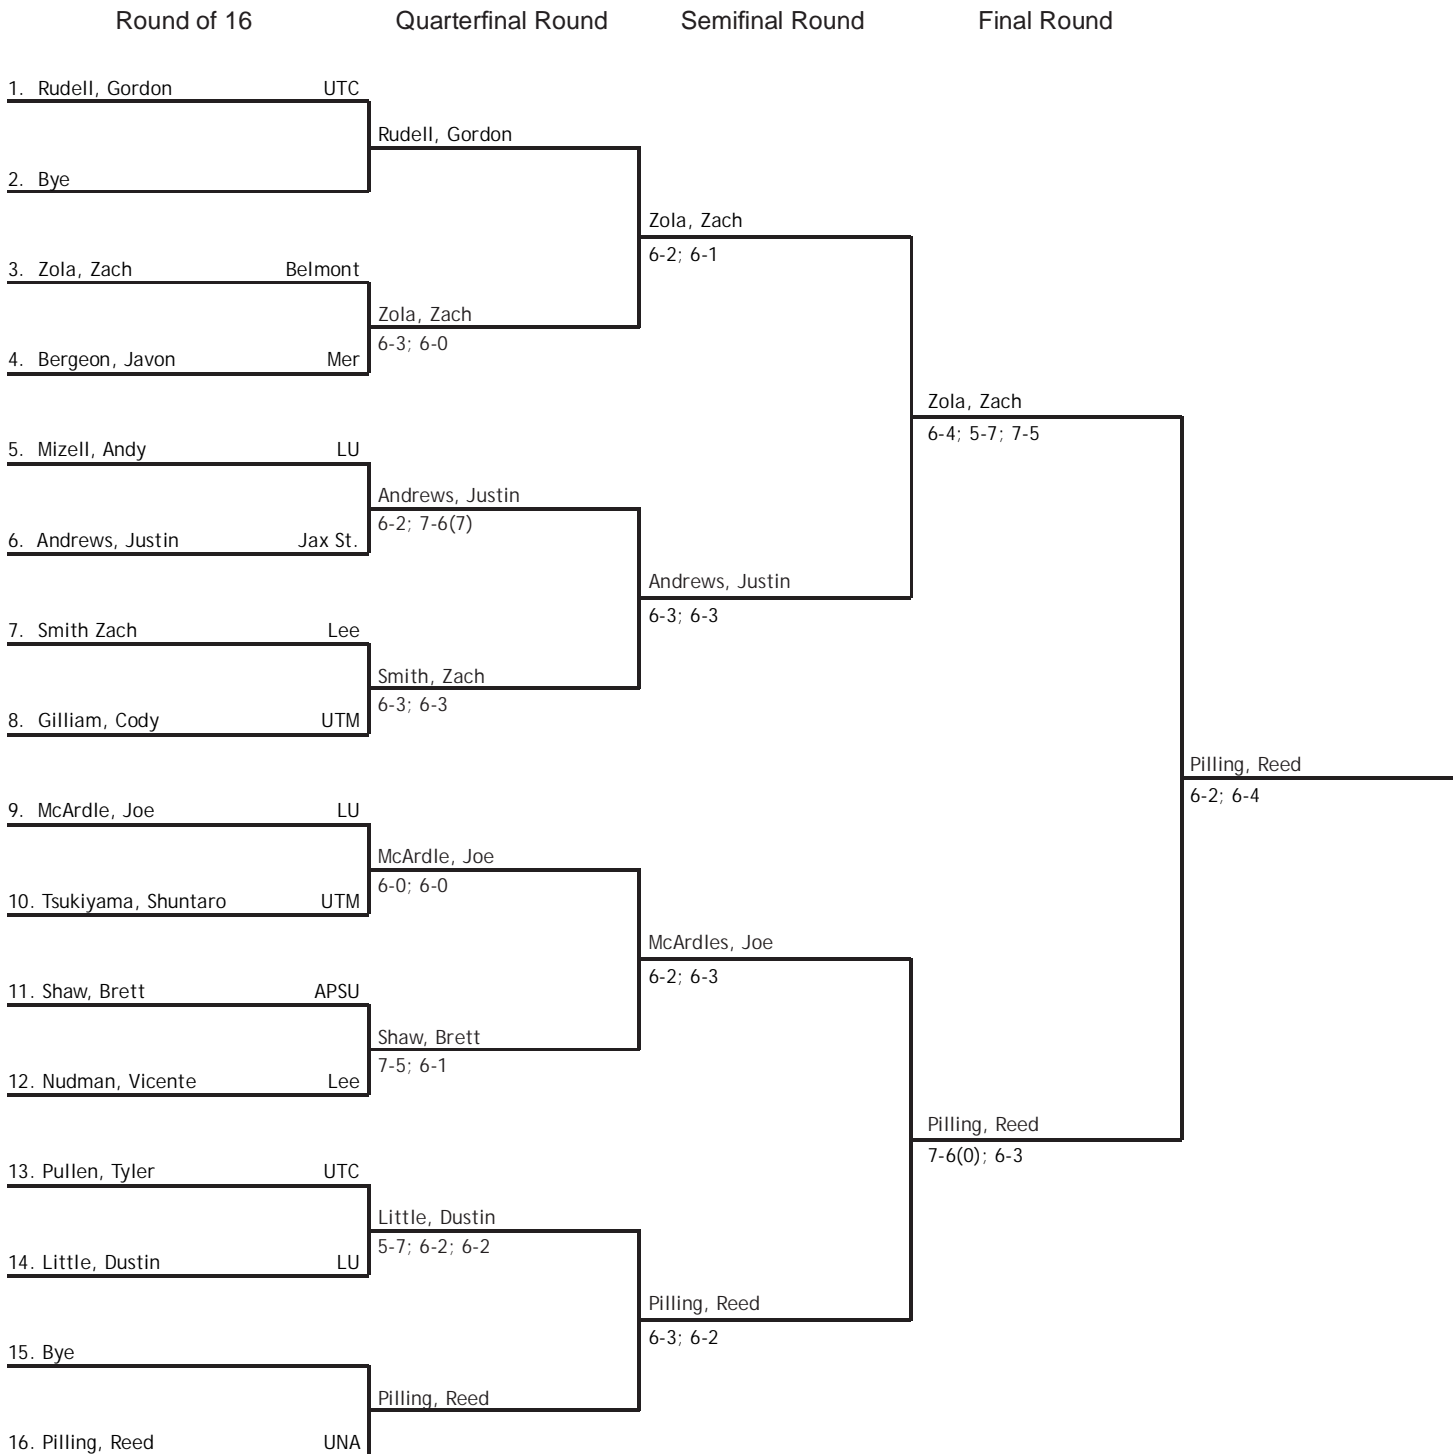 Round of 16 Quarterfinal Round Semifinal Round Final Round
1. Rudell, Gordon UTC
Rudell, Gordon
2. Bye
Zola, Zach
6-2; 6-1
3. Zola, Zach Belmont
Zola, Zach
6-3; 6-0
4. Bergeon, Javon Mer
Zola, Zach
6-4; 5-7; 7-5
5. Mizell, Andy LU
Andrews, Justin
6-2; 7-6(7)
6. Andrews, Justin Jax St.
Andrews, Justin
6-3; 6-3
7. Smith Zach Lee
Smith, Zach
6-3; 6-3
8. Gilliam, Cody UTM
Pilling, Reed
6-2; 6-4
9. McArdle, Joe LU
McArdle, Joe
6-0; 6-0
10. Tsukiyama, Shuntaro UTM
McArdles, Joe
6-2; 6-3
11. Shaw, Brett APSU
Shaw, Brett
7-5; 6-1
12. Nudman, Vicente Lee
Pilling, Reed
7-6(0); 6-3
13. Pullen, Tyler UTC
Little, Dustin
5-7; 6-2; 6-2
14. Little, Dustin LU
Pilling, Reed
6-3; 6-2
15. Bye
Pilling, Reed
16. Pilling, Reed UNA